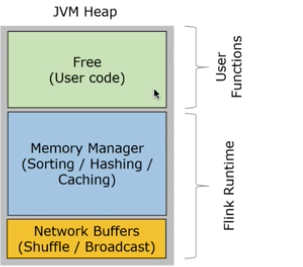 JVM Heap
Free
(User code)
User
Functions
Memory Manager
(Sorting / Hashing /
Caching)
Flink Runtime
Network Buffers
(Shuffle / Broadcast)